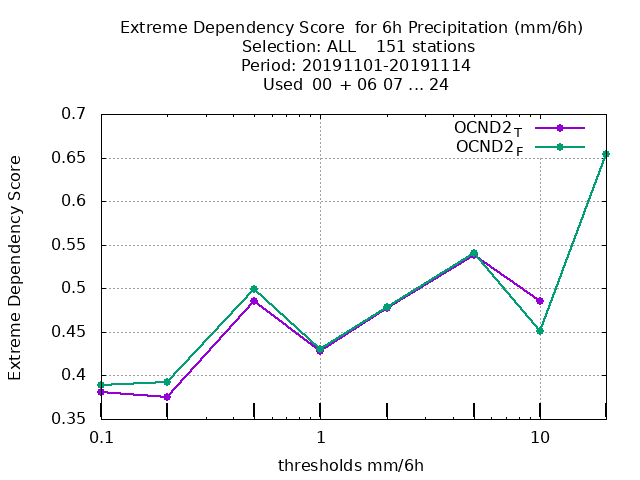 Extreme Dependency Score  for 6h Precipitation (mm/6h)
Selection: ALL    151 stations
Period: 20191101-20191114
Used  00 + 06 07 ... 24
OCND2T
OCND2F
Extreme Dependency Score
0.7
0.65
0.6
0.55
0.5
0.45
0.4
0.35
0.1
1
10
thresholds mm/6h